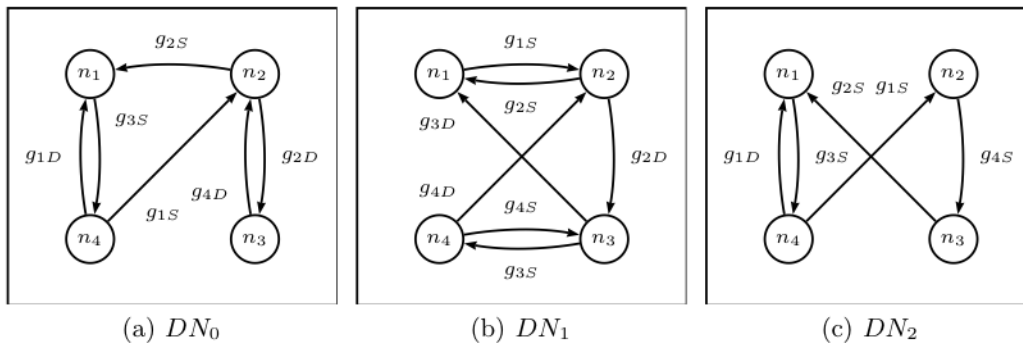 g2S
n1
n2
g3S
g1D
g2D
g4D
g1S
n4
n3
(a) DN0
g1S
n1
n2
g2S
g3D
g2D
g4D
g4S
n4
n3
g3S
(b) DN1
n1
g2S g1S
n2
g1D
g3S
g4S
n4
n3
(c) DN2